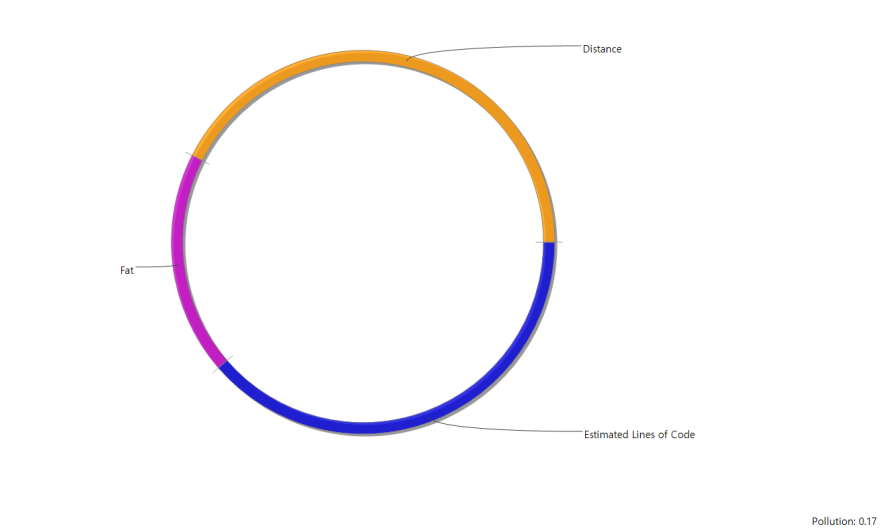 Distance
Fat
Estimated Lines of Code
Pollution: 0.17